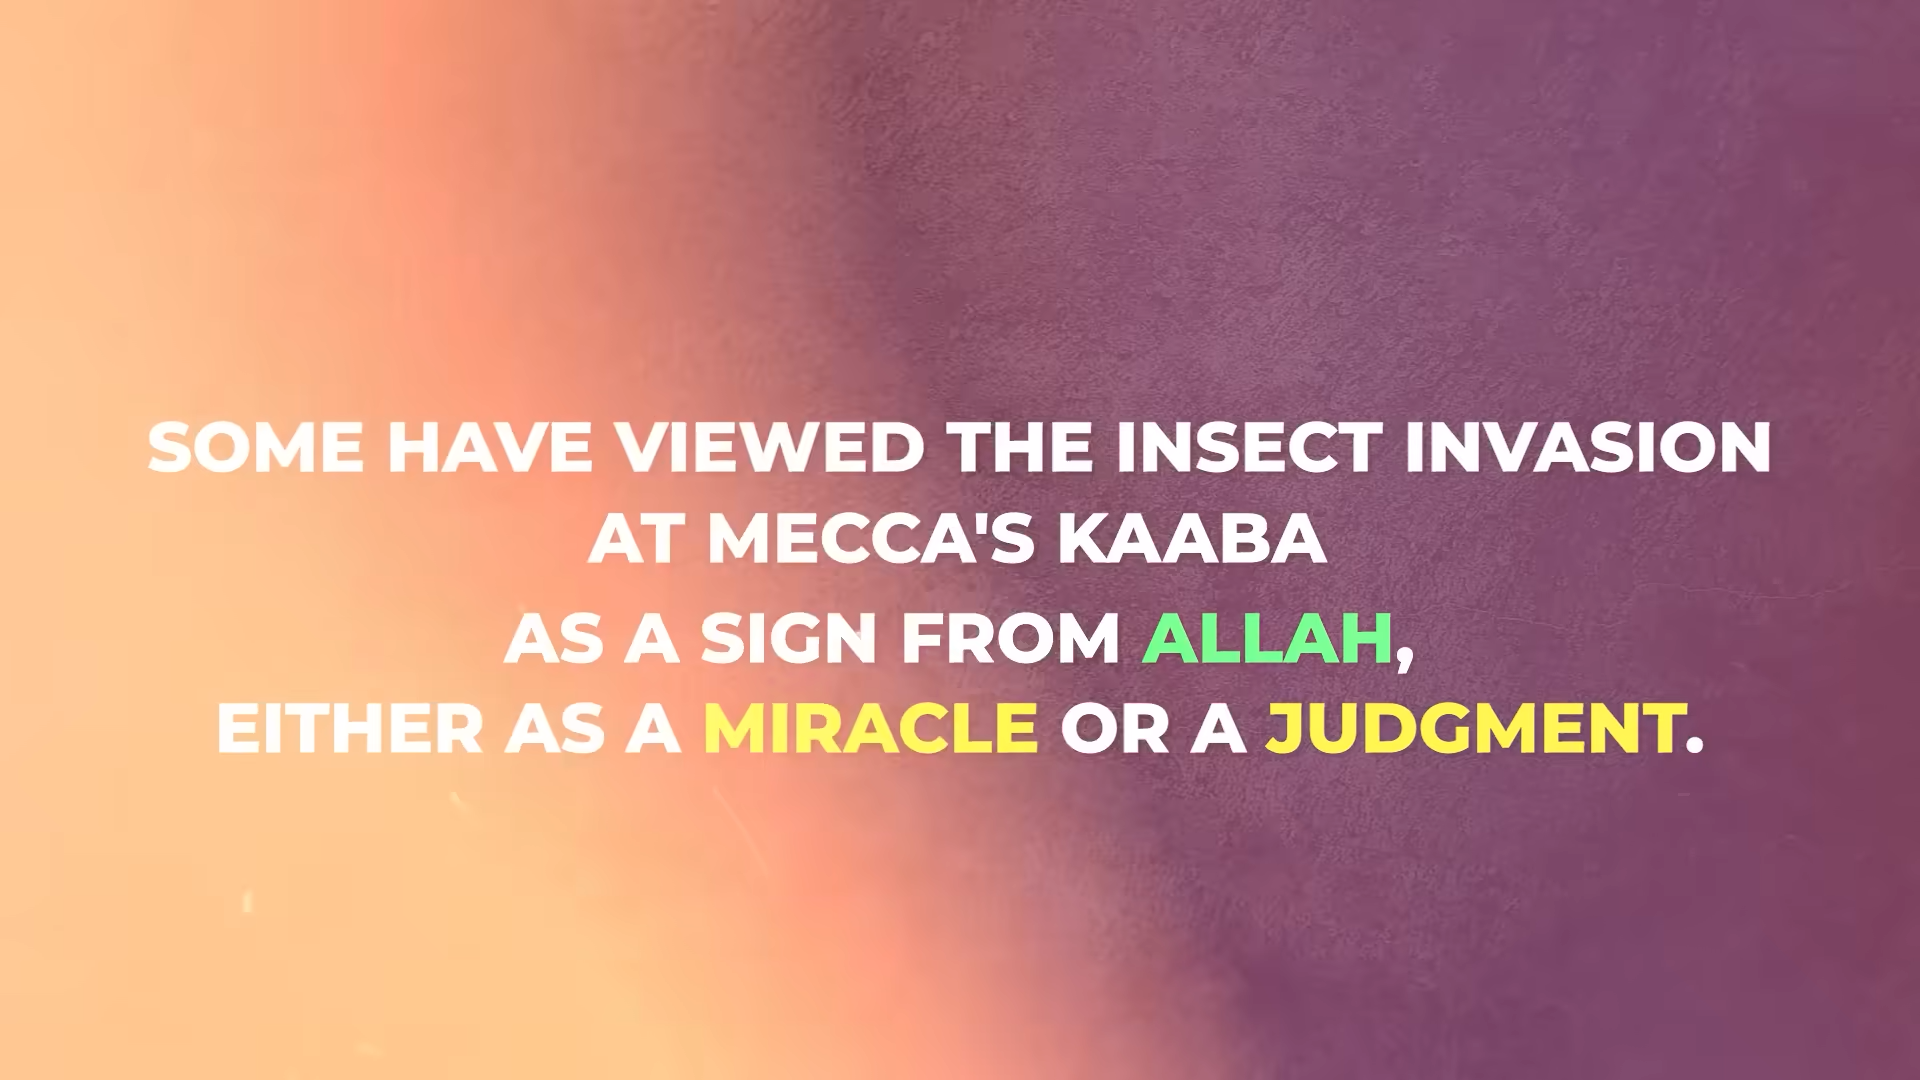 SOME HAVE VIEWED THE INSECT INVASION
AT MECCA'S KAABA
AS A SIGN FROM ALLAH,
EITHER AS A MIRACLE OR A JUDGMENT.